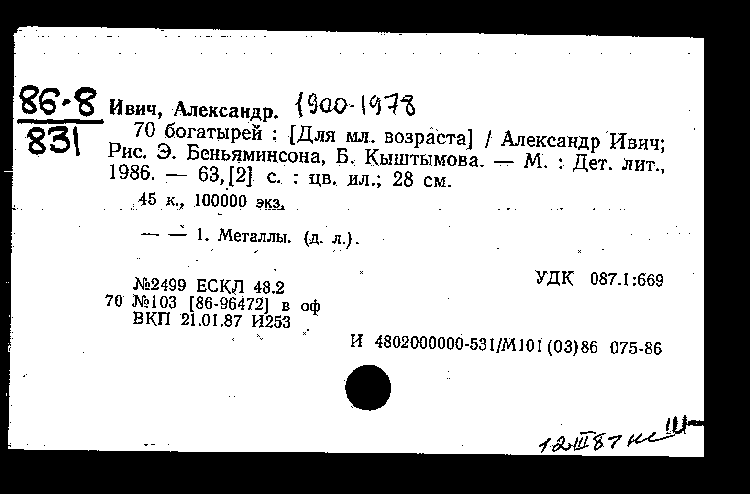 86-8
831
Ивич, Александр. 1900-1978
70 богатырей : [Для мл. возраста] / Александр Ивич;
Рис. Э. Беньяминсона, Б. Кыштымова. — М. : Дет. лит.,
1986. — 63,[2] с. : цв. ил.; 28 см.
45 к., 100000 экз.
— — 1. Металлы. (д. л.).
УДК 087.1:669
№2499 ЕСКЛ 48.2
70 №103 [86-96472] в оф
ВКП 21.01.87 И253
И 4802000000-531/М101(03)86 075-86
12.III 87